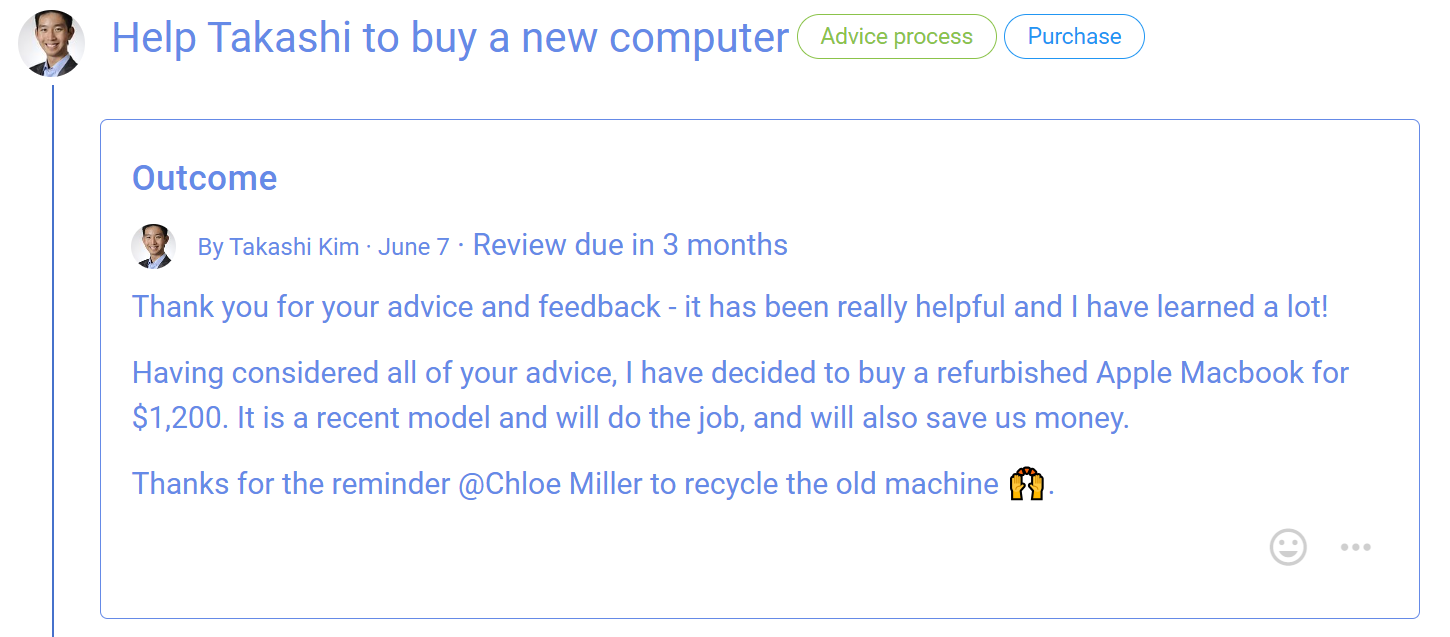 Help Takashi to buy a new computer Advice process Purchase
Outcome
By Takashi Kim · June 7 · Review due in 3 months
Thank you for your advice and feedback - it has been really helpful and I have learned a lot!
Having considered all of your advice, I have decided to buy a refurbished Apple Macbook for
$1,200. It is a recent model and will do the job, and will also save us money.
Thanks for the reminder @Chloe Miller to recycle the old machine 🙌.